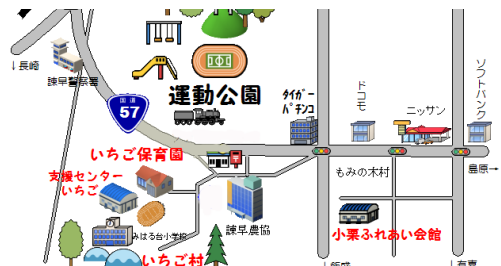 ↓長崎
諫早警察署
国道
57
運動公園
タイガー
パチンコ
ドコモ
ニッサン
ソフトバンク
島原→
いちご保育園
もみの木村
支援センター
いちご
諫早農協
小栗ふれあい会館
みはる台小学校
いちご村
↓飯盛
↓有喜